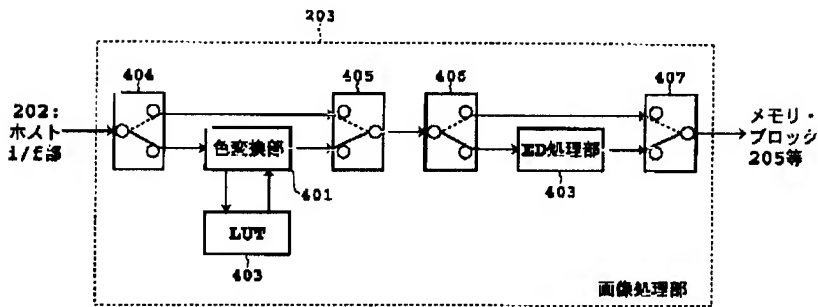 203
404
405
406
407
202:
ホスト
i/f部
色変換部
401
LUT
403
ED処理部
403
メモリ・
ブロッジ
205等
画像処理部